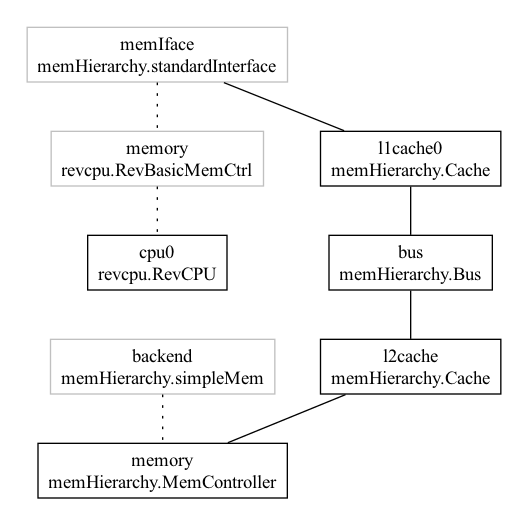 memIface
memHierarchy.standardInterface
memory
revcpu.RevBasicMemCtrl
l1cache0
memHierarchy.Cache
cpu0
revcpu.RevCPU
bus
memHierarchy.Bus
backend
memHierarchy.simpleMem
l2cache
memHierarchy.Cache
memory
memHierarchy.MemController